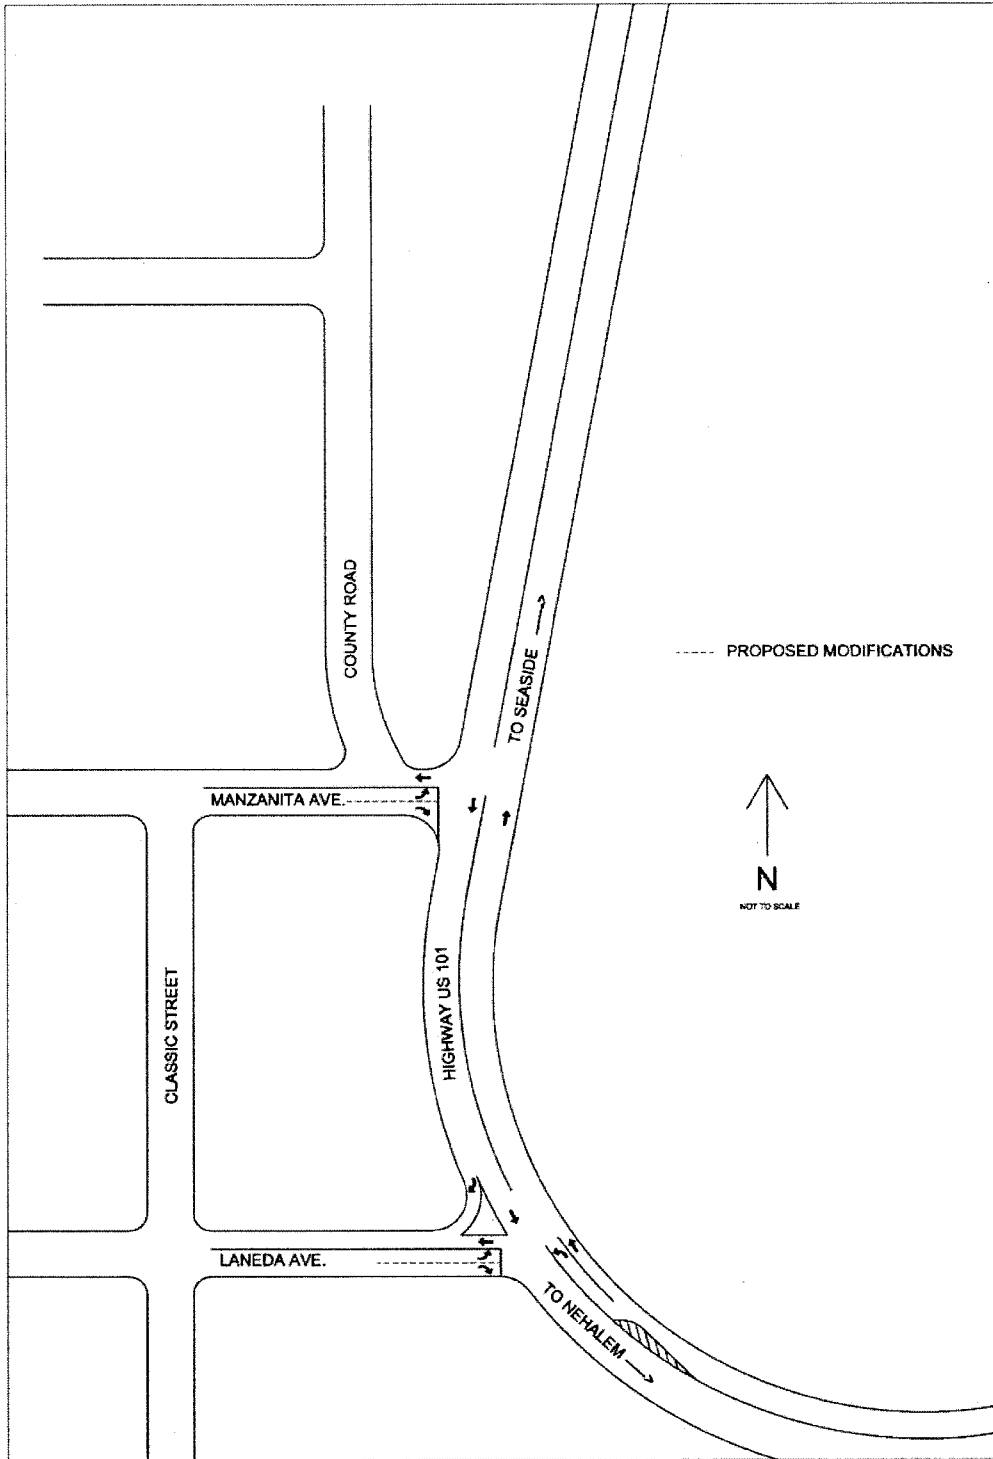 COUNTY ROAD
TO SEASIDE
PROPOSED MODIFICATIONS
MANZANITA AVE.
N
NOT TO SCALE
HIGHWAY US 101
CLASSIC STREET
LANEDA AVE.
TO NEHALEM